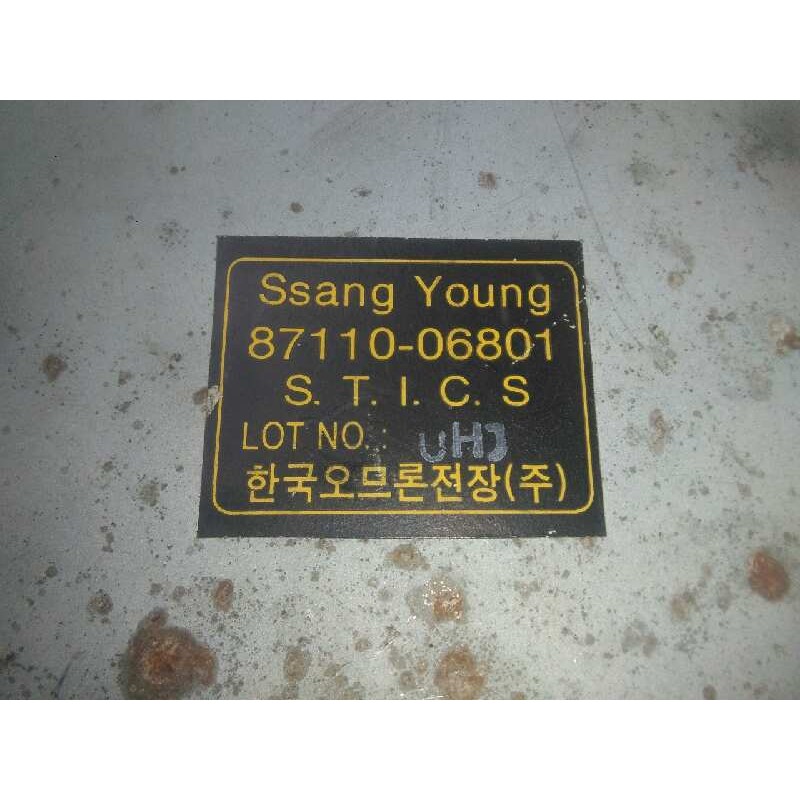 Ssang Young
87110-06801
S. T. I. C. S
LOT NO. : UHJ
한국오므론전장(주)